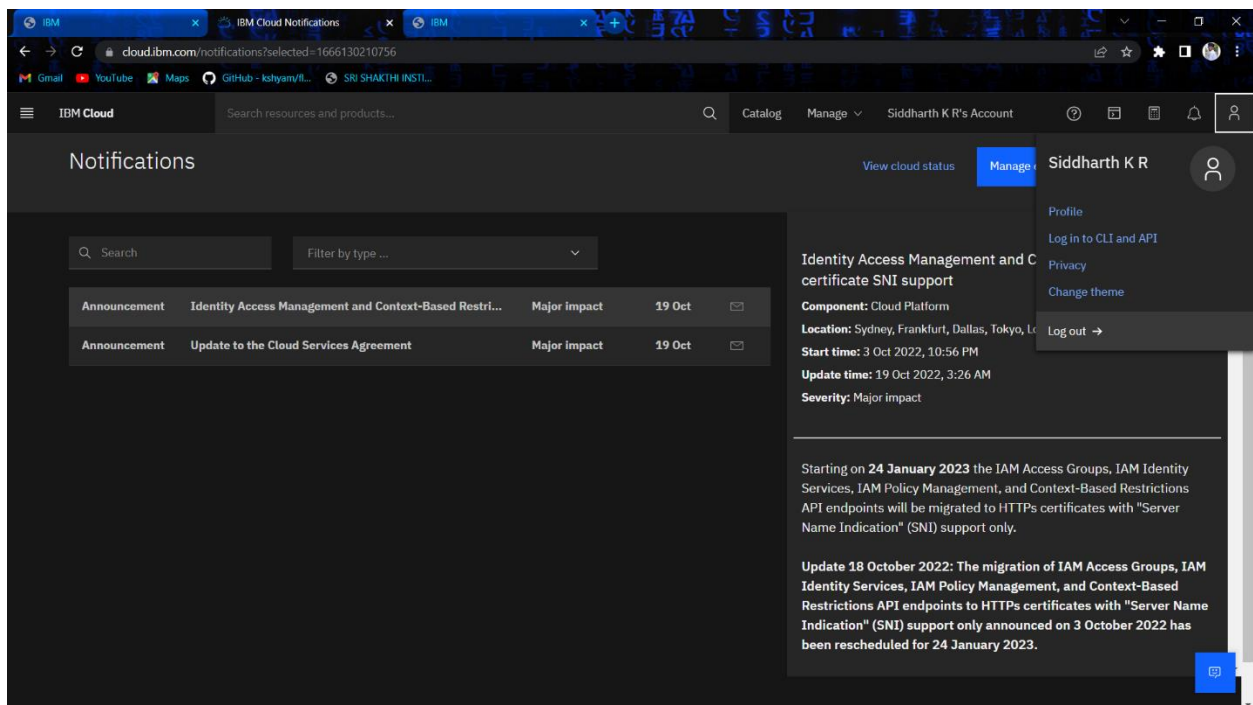 IBM
IBM Cloud Notifications
IBM
cloud.ibm.com/notifications?selected=1666130210756
Gmail
YouTube
Maps
GitHub - kshyam/fl...
SRI SHAKTHI INSTI...
IBM Cloud
Search resources and products...
Catalog
Manage
Siddharth K R's Account
Notifications
View cloud status
Manage
Siddharth K R
Profile
Log in to CLI and API
Privacy
Change theme
Log out →
Search
Filter by type ...
Announcement Identity Access Management and Context-Based Restri... Major impact 19 Oct
Announcement Update to the Cloud Services Agreement Major impact 19 Oct
Identity Access Management and C
certificate SNI support
Component: Cloud Platform
Location: Sydney, Frankfurt, Dallas, Tokyo, Lo
Start time: 3 Oct 2022, 10:56 PM
Update time: 19 Oct 2022, 3:26 AM
Severity: Major impact
Starting on 24 January 2023 the IAM Access Groups, IAM Identity
Services, IAM Policy Management, and Context-Based Restrictions
API endpoints will be migrated to HTTPs certificates with "Server
Name Indication" (SNI) support only.
Update 18 October 2022: The migration of IAM Access Groups, IAM
Identity Services, IAM Policy Management, and Context-Based
Restrictions API endpoints to HTTPs certificates with "Server Name
Indication" (SNI) support only announced on 3 October 2022 has
been rescheduled for 24 January 2023.